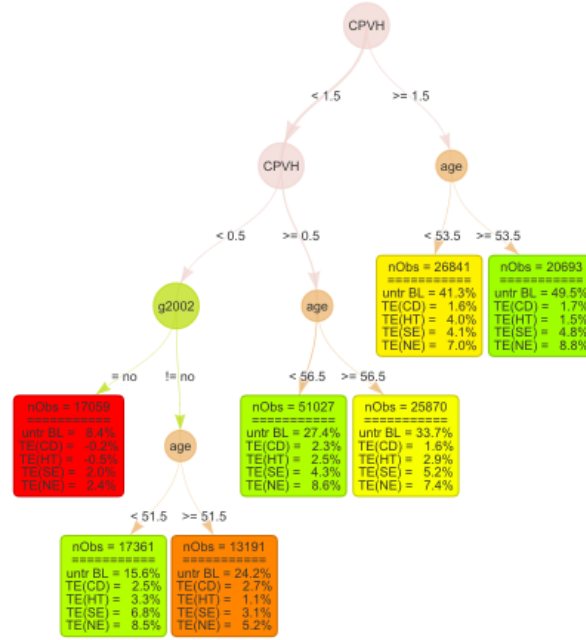 CPVH
< 1.5
>= 1.5
CPVH
age
< 0.5
>= 0.5
< 53.5
>= 53.5
g2002
age
nObs = 26841
===========
untr BL = 41.3%
TE(CD) = 1.6%
TE(HT) = 4.0%
TE(SE) = 4.1%
TE(NE) = 7.0%
nObs = 20693
===========
untr BL = 49.5%
TE(CD) = 1.7%
TE(HT) = 1.5%
TE(SE) = 4.8%
TE(NE) = 8.8%
= no
!= no
< 56.5
>= 56.5
nObs = 17059
===========
untr BL = 8.4%
TE(CD) = -0.2%
TE(HT) = -0.5%
TE(SE) = 2.0%
TE(NE) = 2.4%
age
nObs = 51027
===========
untr BL = 27.4%
TE(CD) = 2.3%
TE(HT) = 2.5%
TE(SE) = 4.3%
TE(NE) = 8.6%
nObs = 25870
===========
untr BL = 33.7%
TE(CD) = 1.6%
TE(HT) = 2.9%
TE(SE) = 5.2%
TE(NE) = 7.4%
< 51.5
>= 51.5
nObs = 17361
===========
untr BL = 15.6%
TE(CD) = 2.5%
TE(HT) = 3.3%
TE(SE) = 6.8%
TE(NE) = 8.5%
nObs = 13191
===========
untr BL = 24.2%
TE(CD) = 2.7%
TE(HT) = 1.1%
TE(SE) = 3.1%
TE(NE) = 5.2%